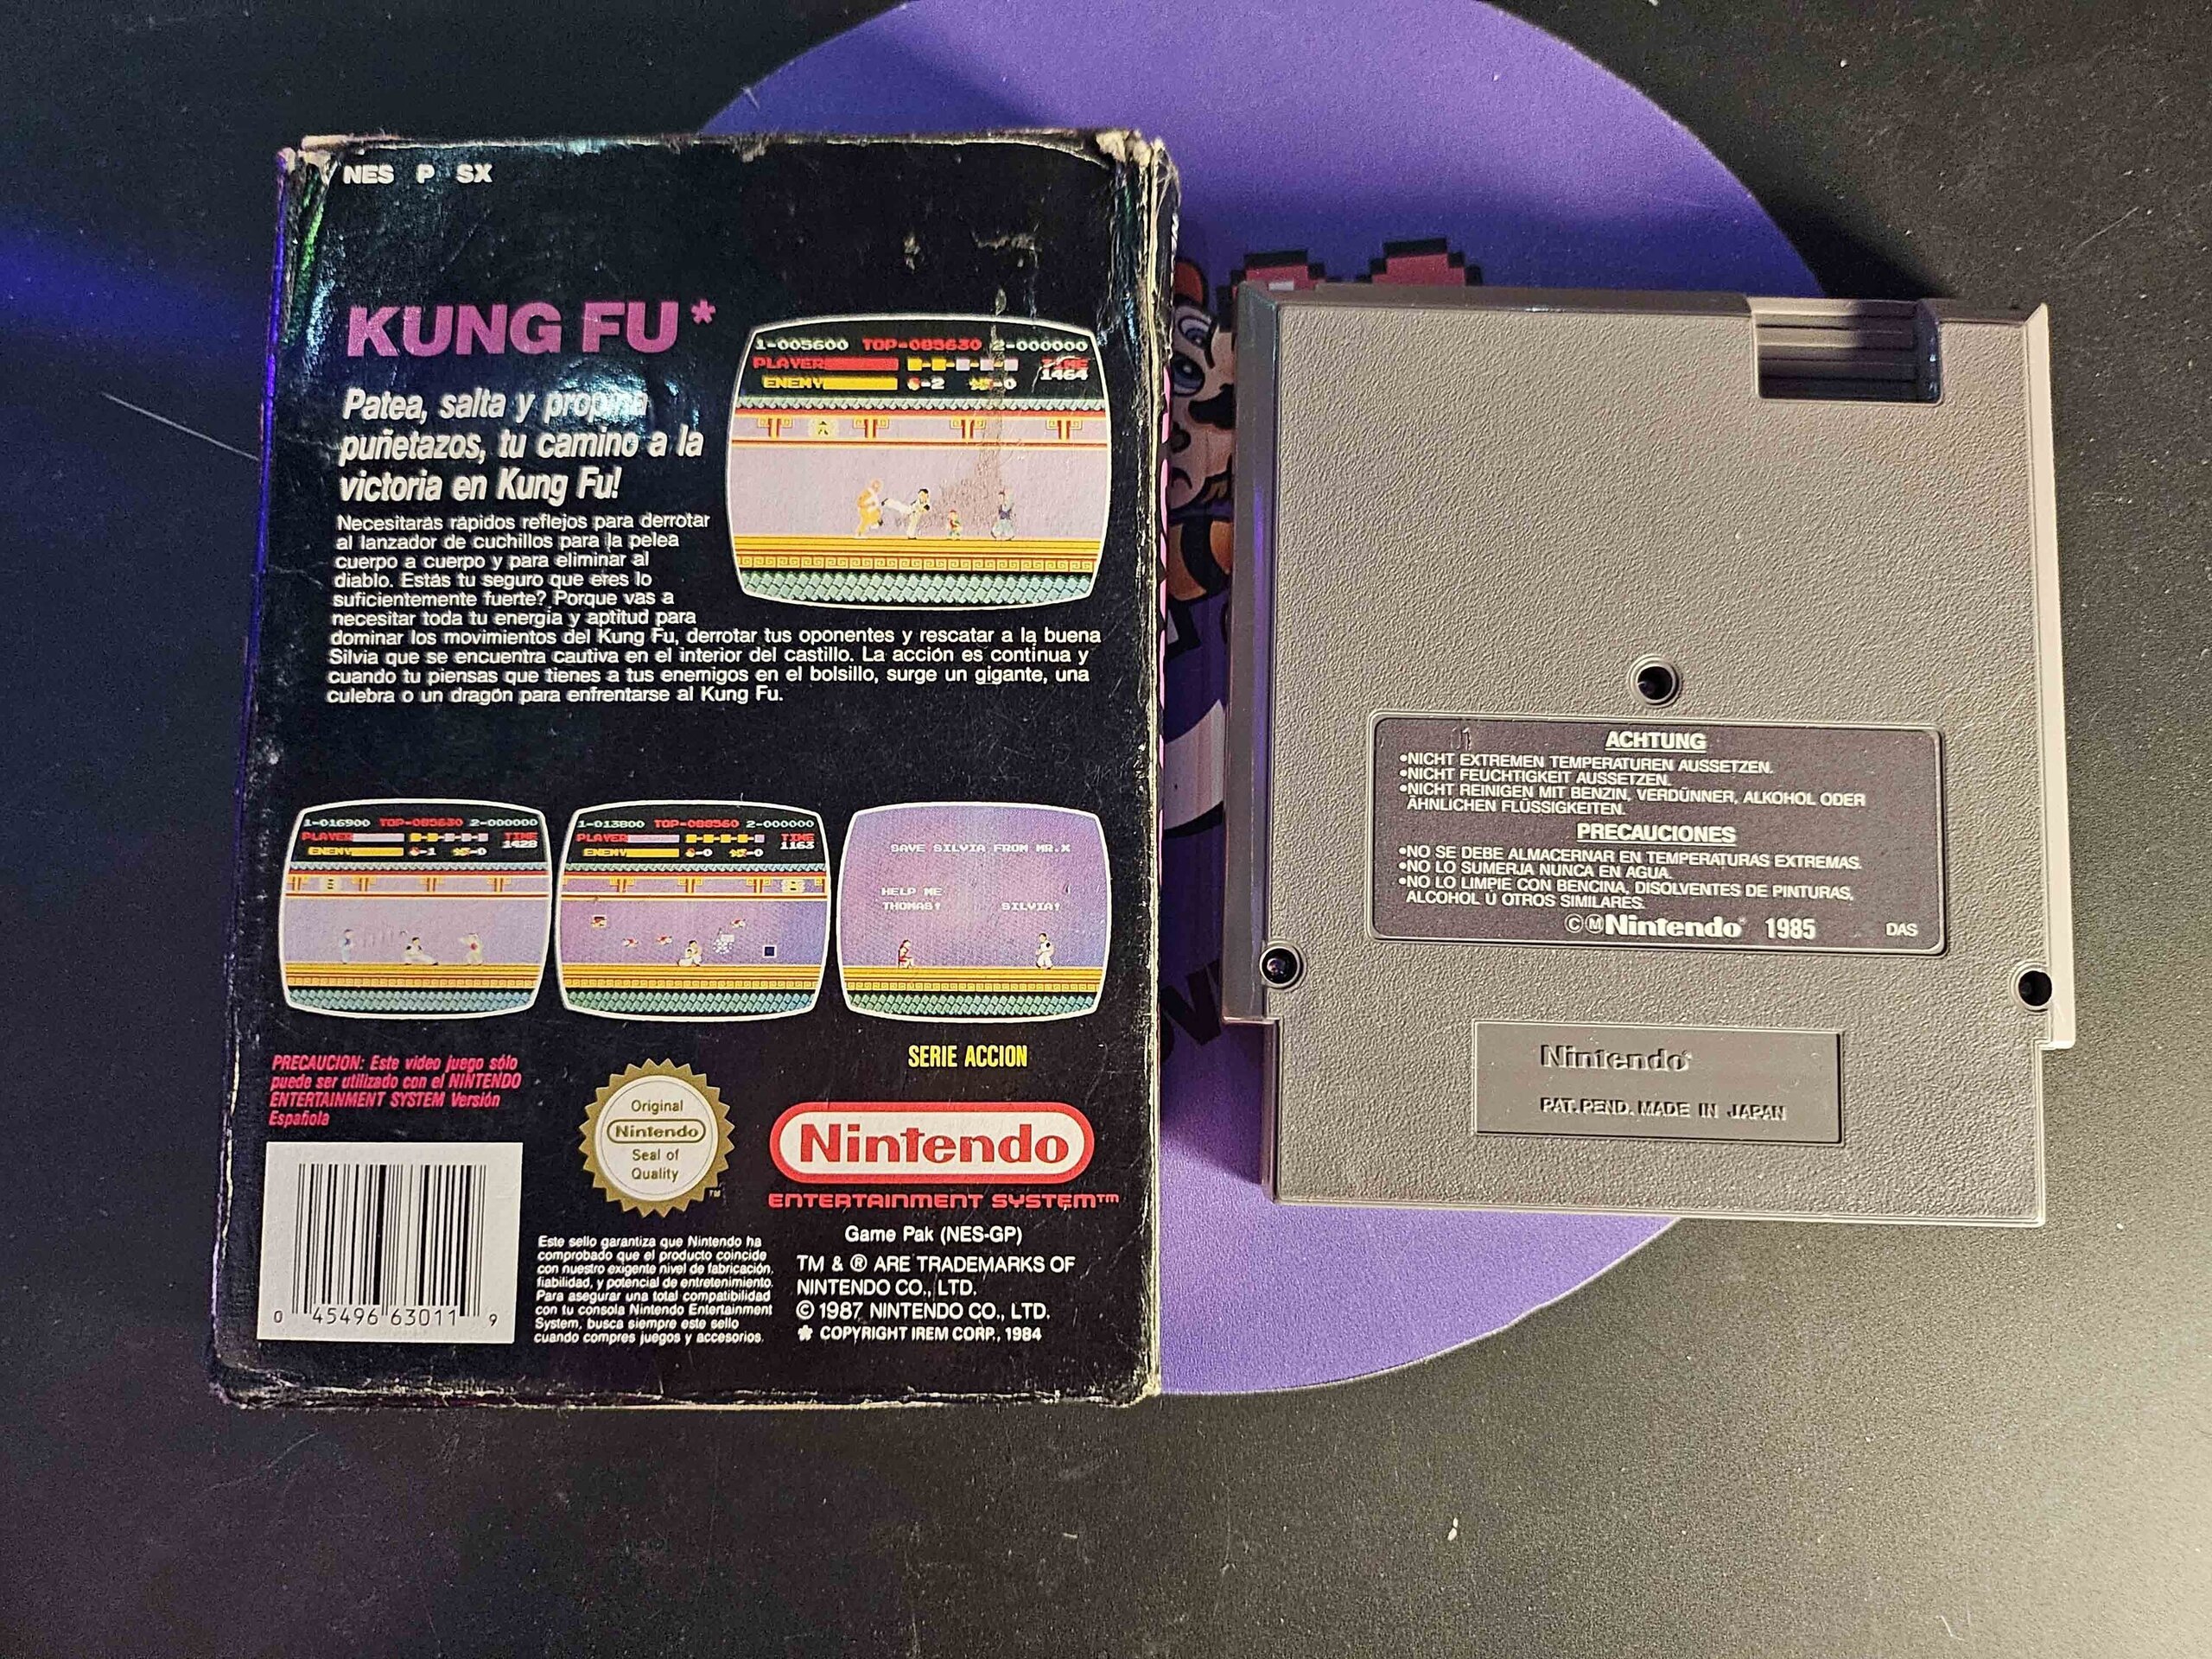 NES P SX
KUNG FU*
Patea, salta y propina
puñetazos, tu camino a la
victoria en Kung Fu!
Necesitarás rápidos reflejos para derrotar
al lanzador de cuchillos para la pelea
cuerpo a cuerpo y para eliminar al
diablo. Estás tu seguro que eres lo
suficientemente fuerte? Porque vas a
necesitar toda tu energía y aptitud para
dominar los movimientos del Kung Fu, derrotar tus oponentes y rescatar a la buena
Silvia que se encuentra cautiva en el interior del castillo. La acción es continua y
cuando tu piensas que tienes a tus enemigos en el bolsillo, surge un gigante, una
culebra o un dragón para enfrentarse al Kung Fu.
1-005600 TOP-085630 2-000000
PLAYER TIME
1464
ENEMY -2 -0
1-016900 TOP-085630 2-000000
PLAYER TIME
1428
ENEMY -1 -0
1-013800 TOP-088560 2-000000
PLAYER TIME
1163
ENEMY -0 -0
SAVE SILVIA FROM MR.X
HELP ME
THOMAS! SILVIA!
PRECAUCION: Este video juego sólo
puede ser utilizado con el NINTENDO
ENTERTAINMENT SYSTEM Versión
Española
SERIE ACCION
Original
Nintendo
Seal of
Quality
TM
Nintendo
ENTERTAINMENT SYSTEM™
Game Pak (NES-GP)
TM & ® ARE TRADEMARKS OF
NINTENDO CO., LTD.
© 1987 NINTENDO CO., LTD.
* COPYRIGHT IREM CORP., 1984
Este sello garantiza que Nintendo ha
comprobado que el producto coincide
con nuestro exigente nivel de fabricación,
fiabilidad, y potencial de entretenimiento.
Para asegurar una total compatibilidad
con tu consola Nintendo Entertainment
System, busca siempre este sello
cuando compres juegos y accesorios.
0 45496 63011 9
01
ACHTUNG
•NICHT EXTREMEN TEMPERATUREN AUSSETZEN.
•NICHT FEUCHTIGKEIT AUSSETZEN.
•NICHT REINIGEN MIT BENZIN, VERDÜNNER, ALKOHOL ODER
ÄHNLICHEN FLÜSSIGKEITEN.
PRECAUCIONES
•NO SE DEBE ALMACERNAR EN TEMPERATURAS EXTREMAS.
•NO LO SUMERJA NUNCA EN AGUA.
•NO LO LIMPIE CON BENCINA, DISOLVENTES DE PINTURAS,
ALCOHOL U OTROS SIMILARES.
©ⓂNintendo® 1985 DAS
Nintendo®
PAT. PEND. MADE IN JAPAN